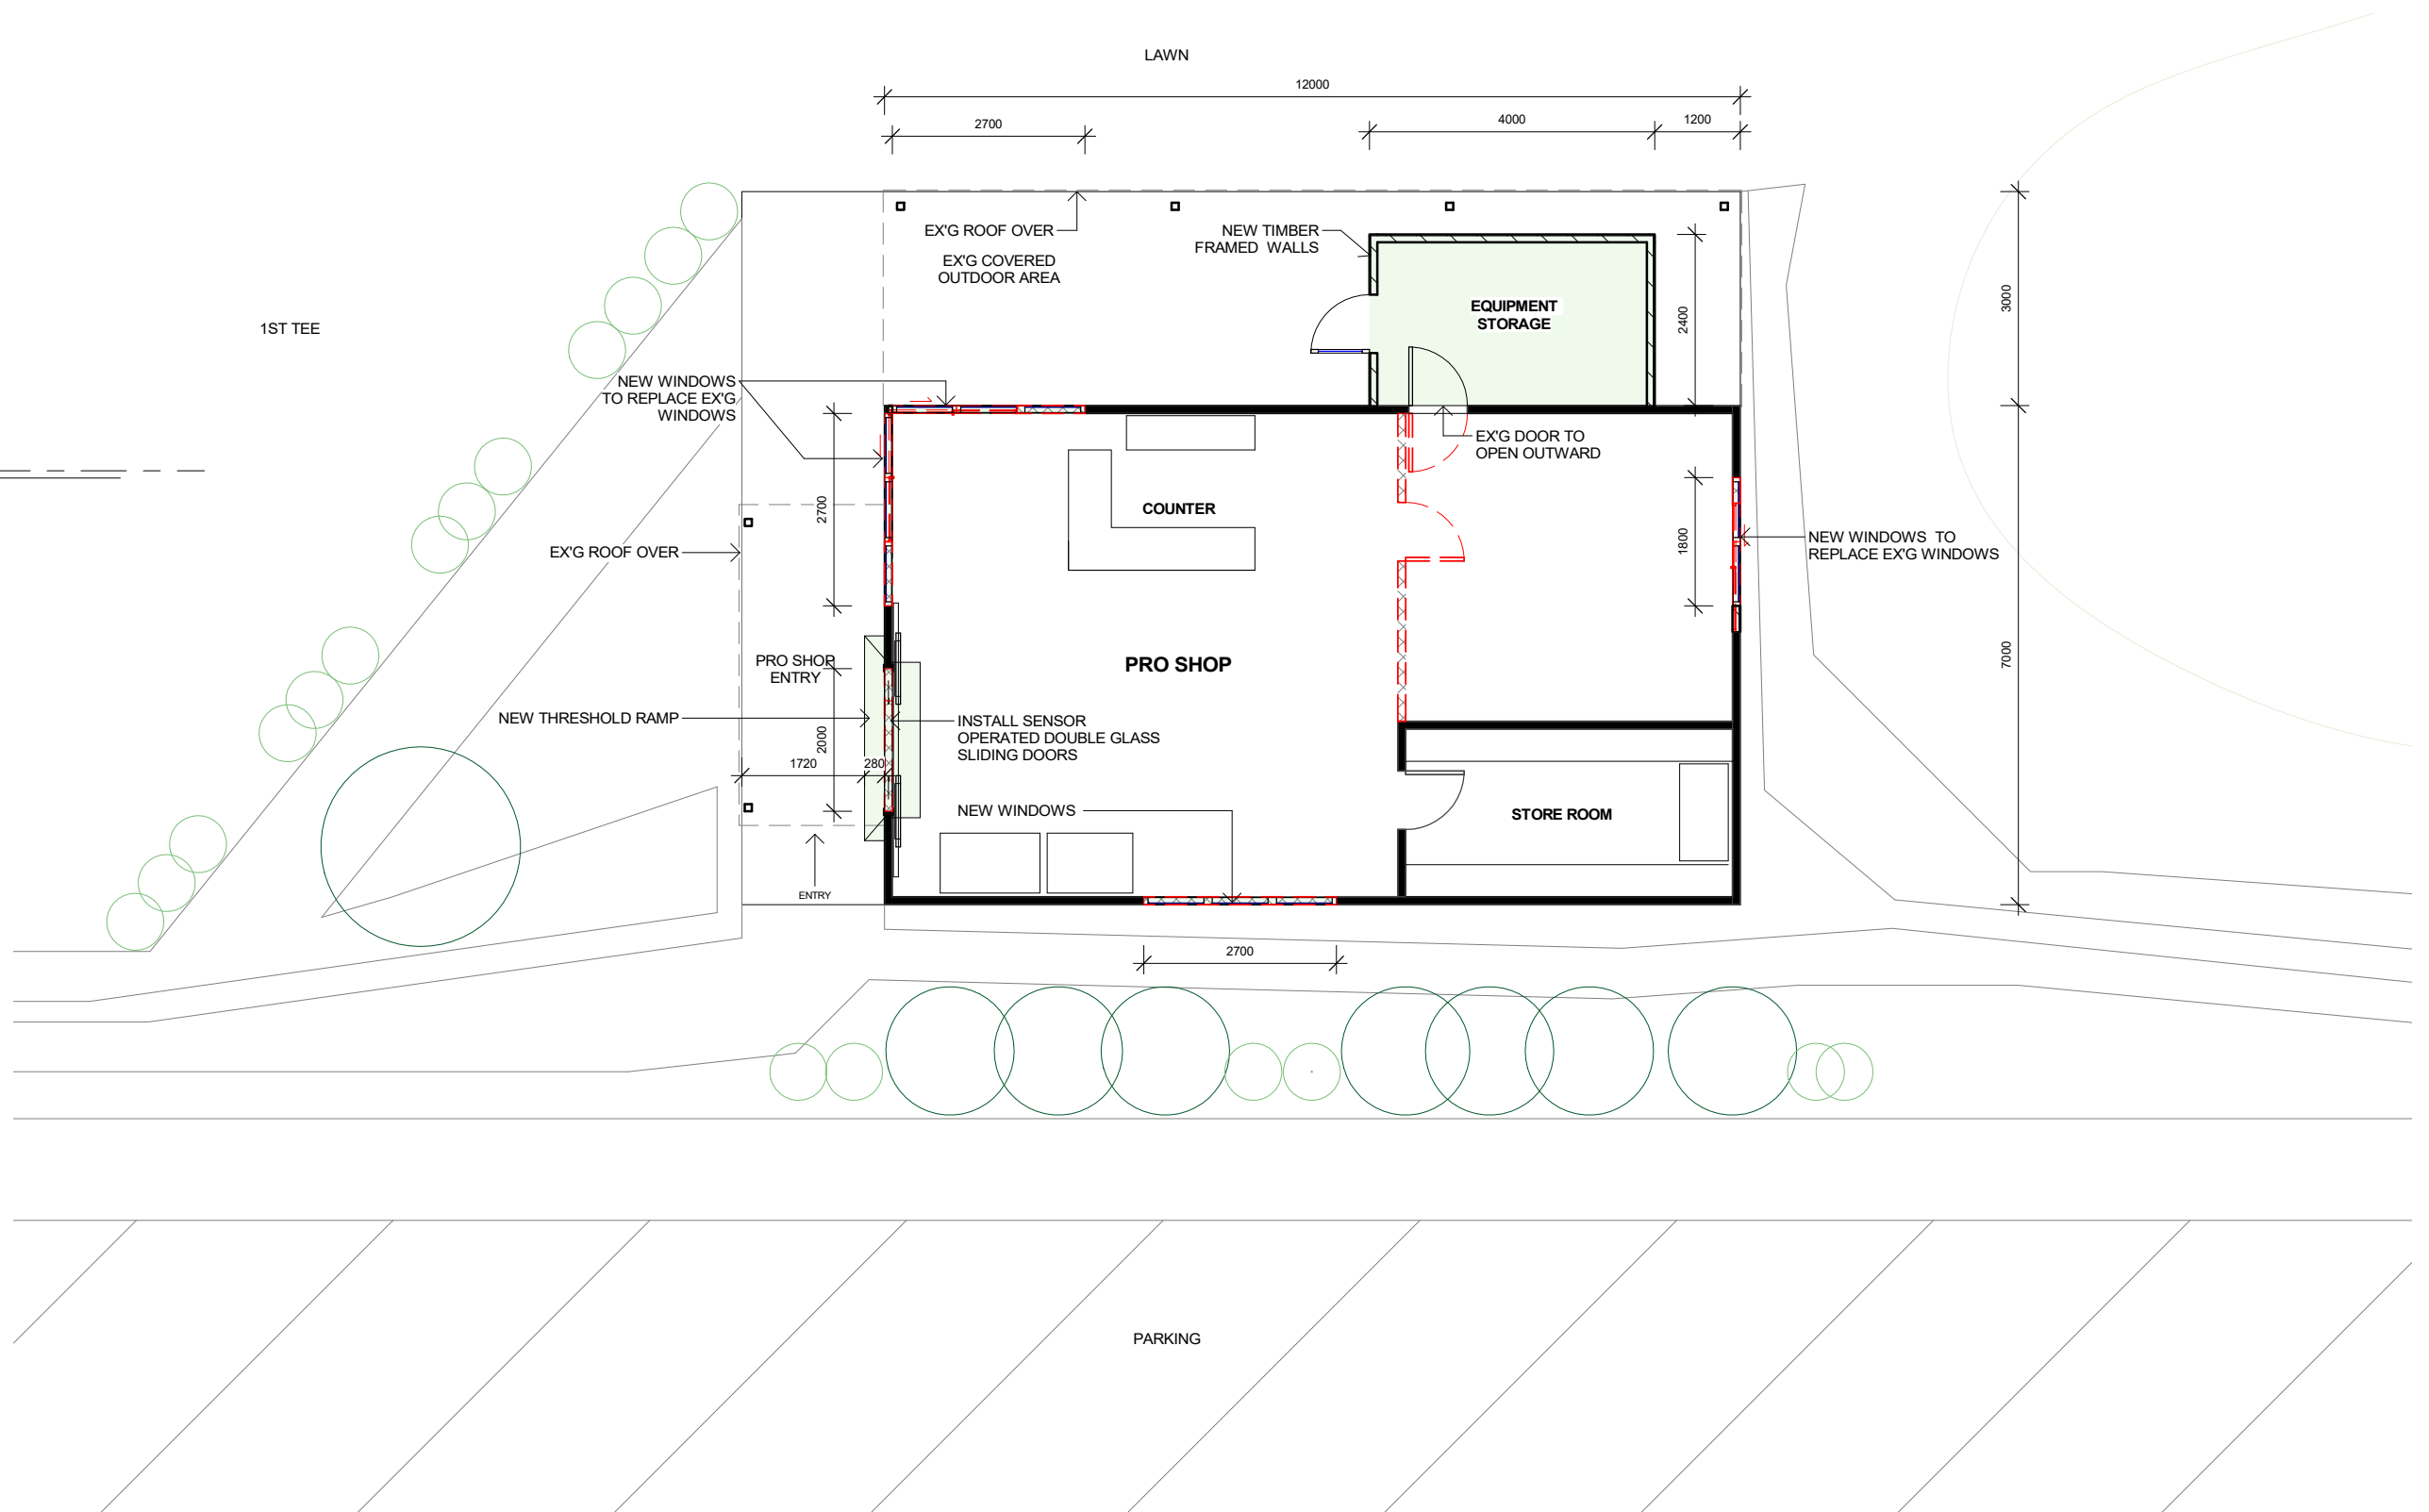 LAWN
12000
2700
4000
1200
EX'G ROOF OVER
EX'G COVERED
OUTDOOR AREA
NEW TIMBER
FRAMED WALLS
EQUIPMENT
STORAGE
2400
3000
1ST TEE
NEW WINDOWS
TO REPLACE EX'G
WINDOWS
EX'G DOOR TO
OPEN OUTWARD
2700
COUNTER
1800
NEW WINDOWS TO
REPLACE EX'G WINDOWS
EX'G ROOF OVER
PRO SHOP
ENTRY
PRO SHOP
7000
NEW THRESHOLD RAMP
INSTALL SENSOR
OPERATED DOUBLE GLASS
SLIDING DOORS
2000
1720
280
NEW WINDOWS
STORE ROOM
ENTRY
2700
PARKING